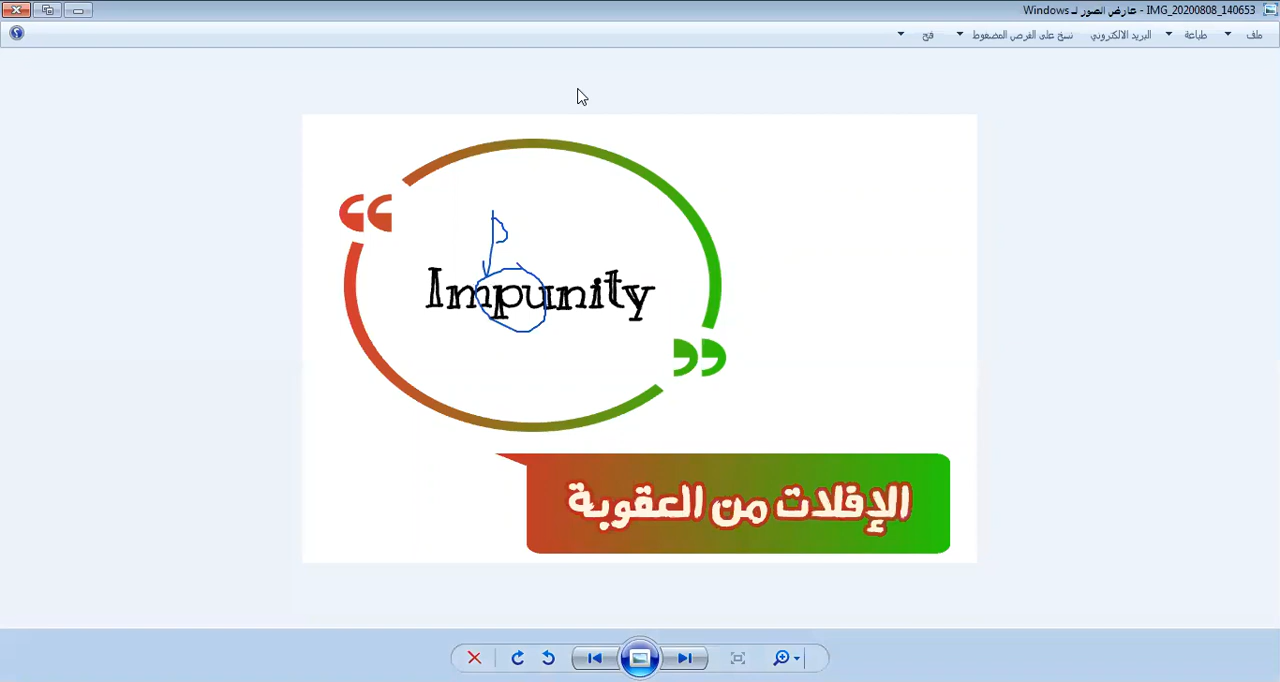 IMG_20200808_140653 - عارض الصور لـ Windows
ملف طباعة البريد الالكتروني نسخ على القرص المضغوط فتح
“
Impunity
”
الإفلات من العقوبة